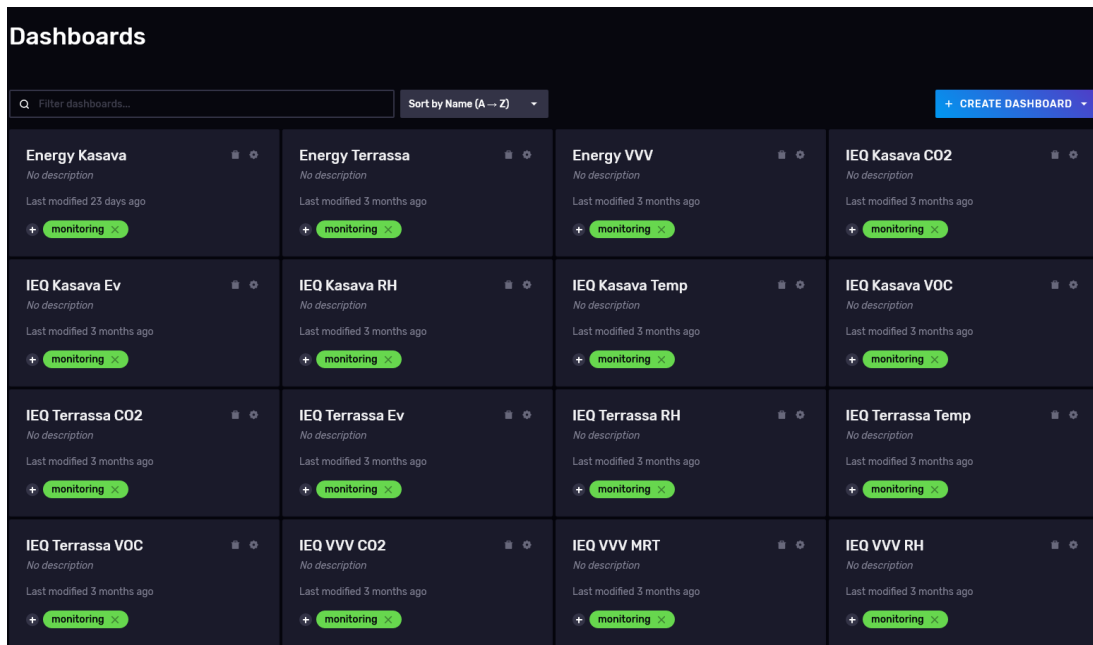 Dashboards
Filter dashboards...
Sort by Name (A → Z)
+ CREATE DASHBOARD
Energy Kasava
No description
Last modified 23 days ago
+ monitoring ×
Energy Terrassa
No description
Last modified 3 months ago
+ monitoring ×
Energy VVV
No description
Last modified 3 months ago
+ monitoring ×
IEQ Kasava CO2
No description
Last modified 3 months ago
+ monitoring ×
IEQ Kasava Ev
No description
Last modified 3 months ago
+ monitoring ×
IEQ Kasava RH
No description
Last modified 3 months ago
+ monitoring ×
IEQ Kasava Temp
No description
Last modified 3 months ago
+ monitoring ×
IEQ Kasava VOC
No description
Last modified 3 months ago
+ monitoring ×
IEQ Terrassa CO2
No description
Last modified 3 months ago
+ monitoring ×
IEQ Terrassa Ev
No description
Last modified 3 months ago
+ monitoring ×
IEQ Terrassa RH
No description
Last modified 3 months ago
+ monitoring ×
IEQ Terrassa Temp
No description
Last modified 3 months ago
+ monitoring ×
IEQ Terrassa VOC
No description
Last modified 3 months ago
+ monitoring ×
IEQ VVV CO2
No description
Last modified 3 months ago
+ monitoring ×
IEQ VVV MRT
No description
Last modified 3 months ago
+ monitoring ×
IEQ VVV RH
No description
Last modified 3 months ago
+ monitoring ×